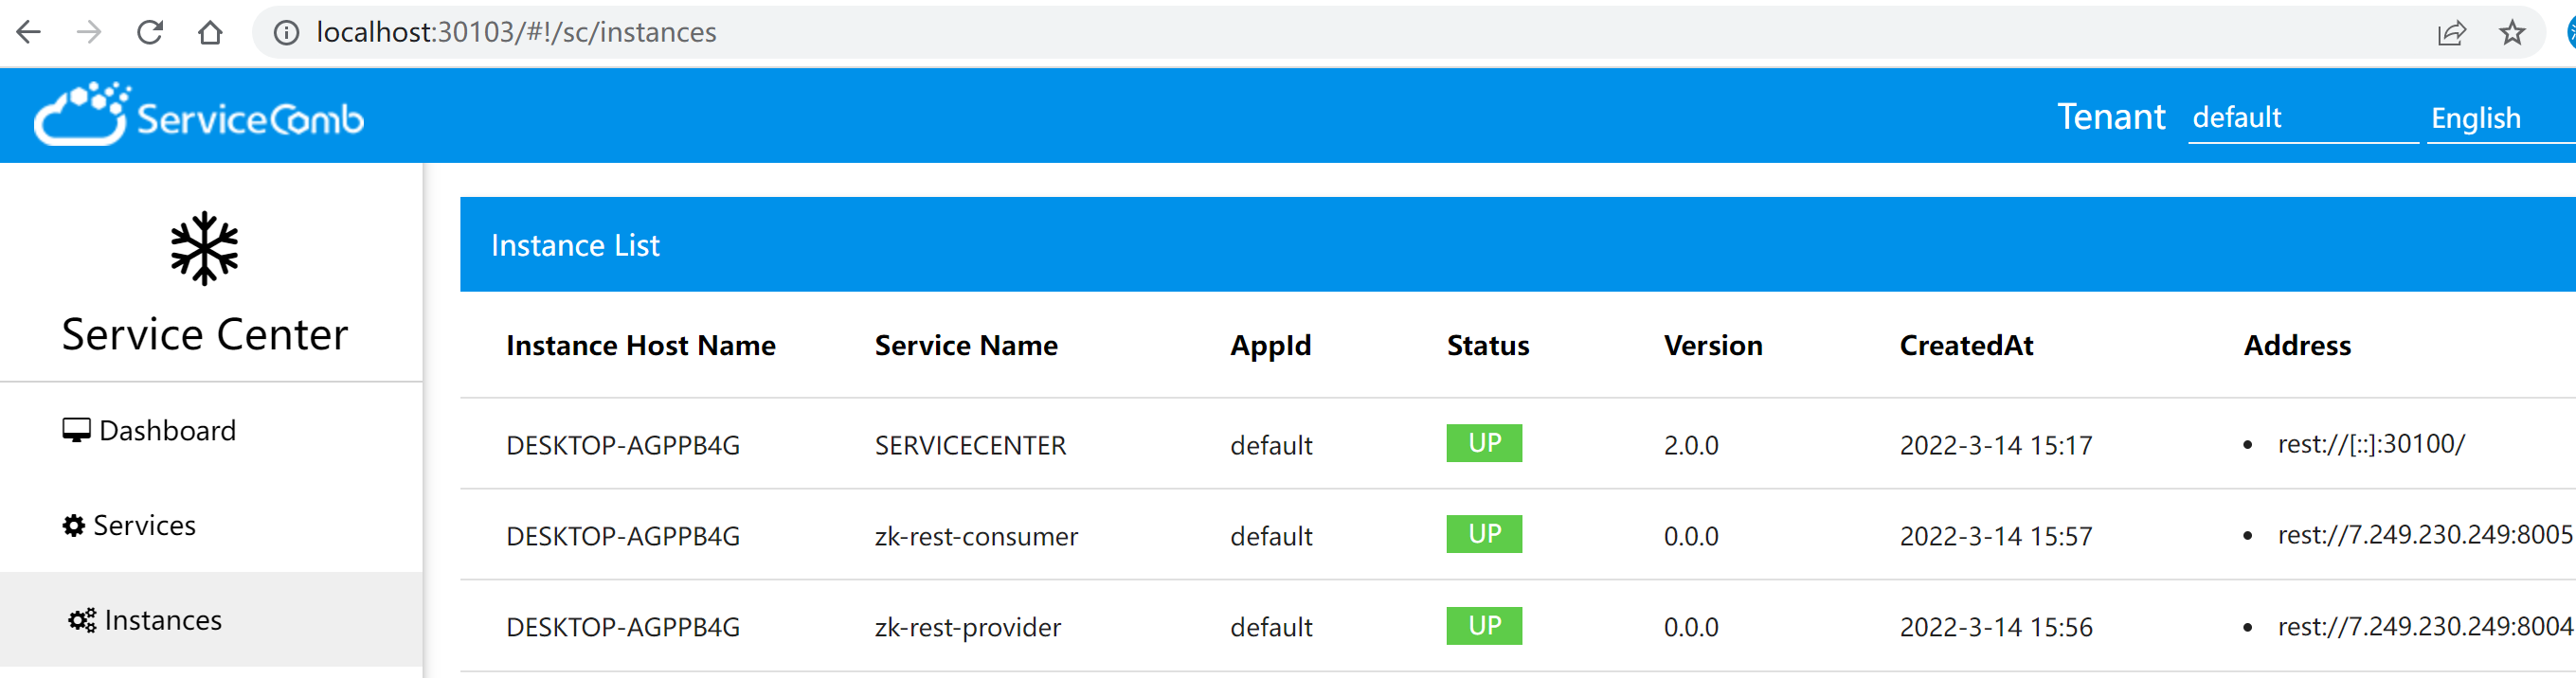 localhost:30103/#!/sc/instances
ServiceComb
Tenant default English
Service Center
Dashboard
Services
Instances
Instance List
Instance Host Name Service Name AppId Status Version CreatedAt Address
DESKTOP-AGPPB4G SERVICECENTER default UP 2.0.0 2022-3-14 15:17 • rest://[::]:30100/
DESKTOP-AGPPB4G zk-rest-consumer default UP 0.0.0 2022-3-14 15:57 • rest://7.249.230.249:8005
DESKTOP-AGPPB4G zk-rest-provider default UP 0.0.0 2022-3-14 15:56 • rest://7.249.230.249:8004